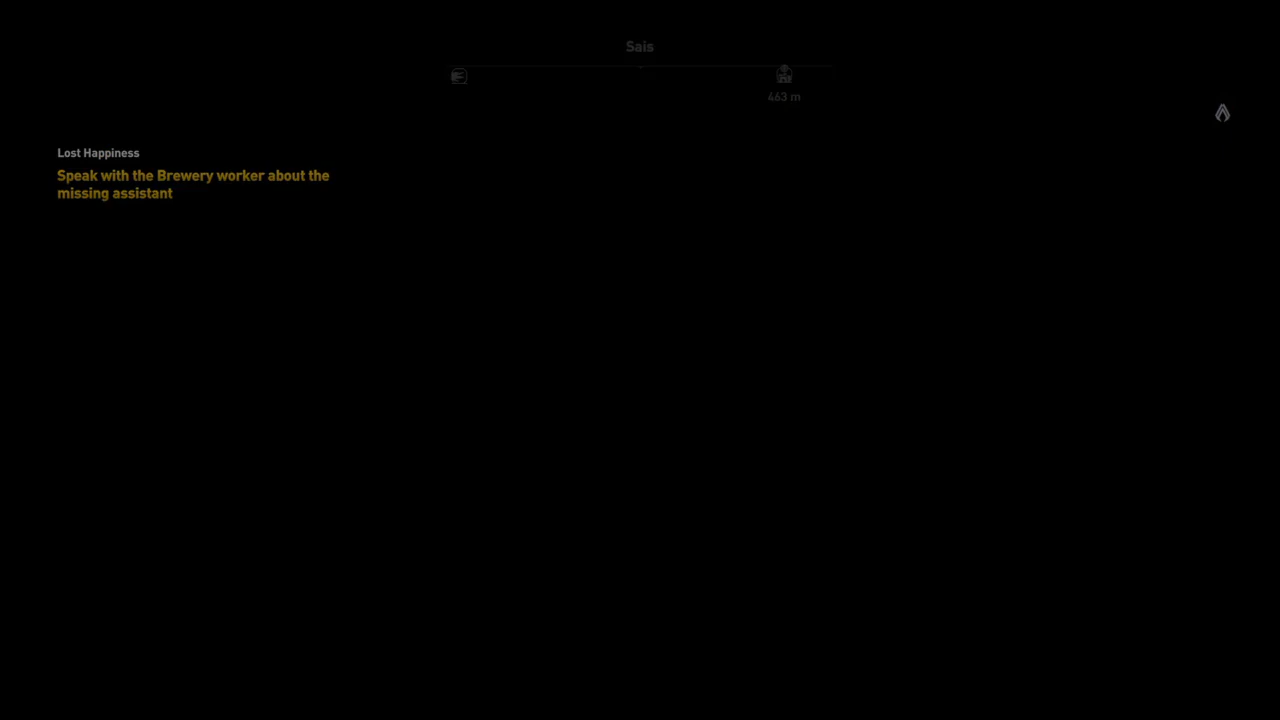 Sais
463 m
Lost Happiness
Speak with the Brewery worker about the
missing assistant